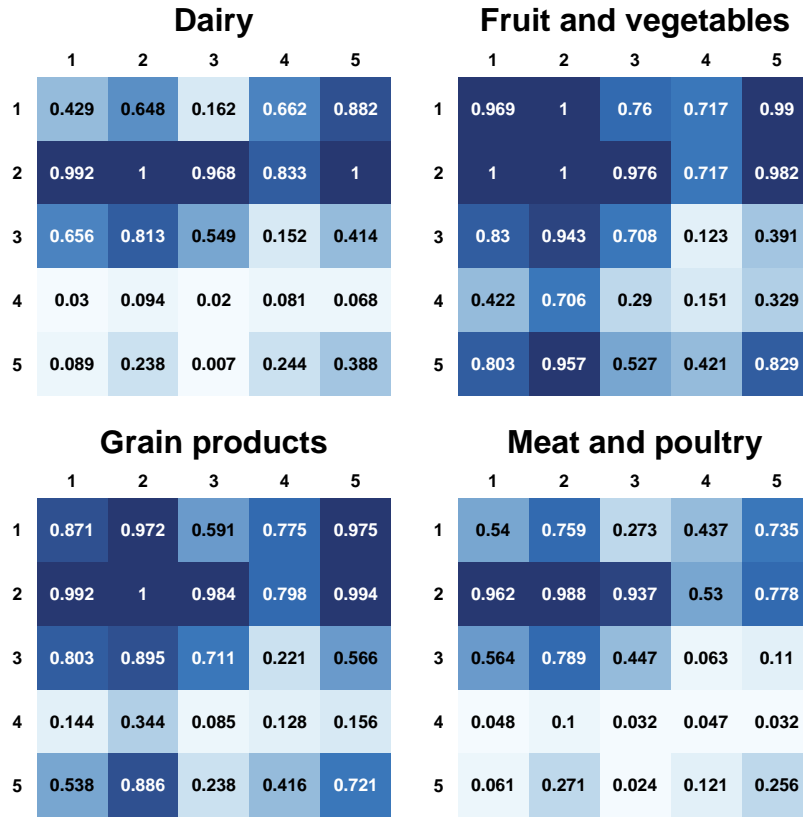 Dairy
1 2 3 4 5
1 0.429 0.648 0.162 0.662 0.882
2 0.992 1 0.968 0.833 1
3 0.656 0.813 0.549 0.152 0.414
4 0.03 0.094 0.02 0.081 0.068
5 0.089 0.238 0.007 0.244 0.388
Fruit and vegetables
1 2 3 4 5
1 0.969 1 0.76 0.717 0.99
2 1 1 0.976 0.717 0.982
3 0.83 0.943 0.708 0.123 0.391
4 0.422 0.706 0.29 0.151 0.329
5 0.803 0.957 0.527 0.421 0.829
Grain products
1 2 3 4 5
1 0.871 0.972 0.591 0.775 0.975
2 0.992 1 0.984 0.798 0.994
3 0.803 0.895 0.711 0.221 0.566
4 0.144 0.344 0.085 0.128 0.156
5 0.538 0.886 0.238 0.416 0.721
Meat and poultry
1 2 3 4 5
1 0.54 0.759 0.273 0.437 0.735
2 0.962 0.988 0.937 0.53 0.778
3 0.564 0.789 0.447 0.063 0.11
4 0.048 0.1 0.032 0.047 0.032
5 0.061 0.271 0.024 0.121 0.256